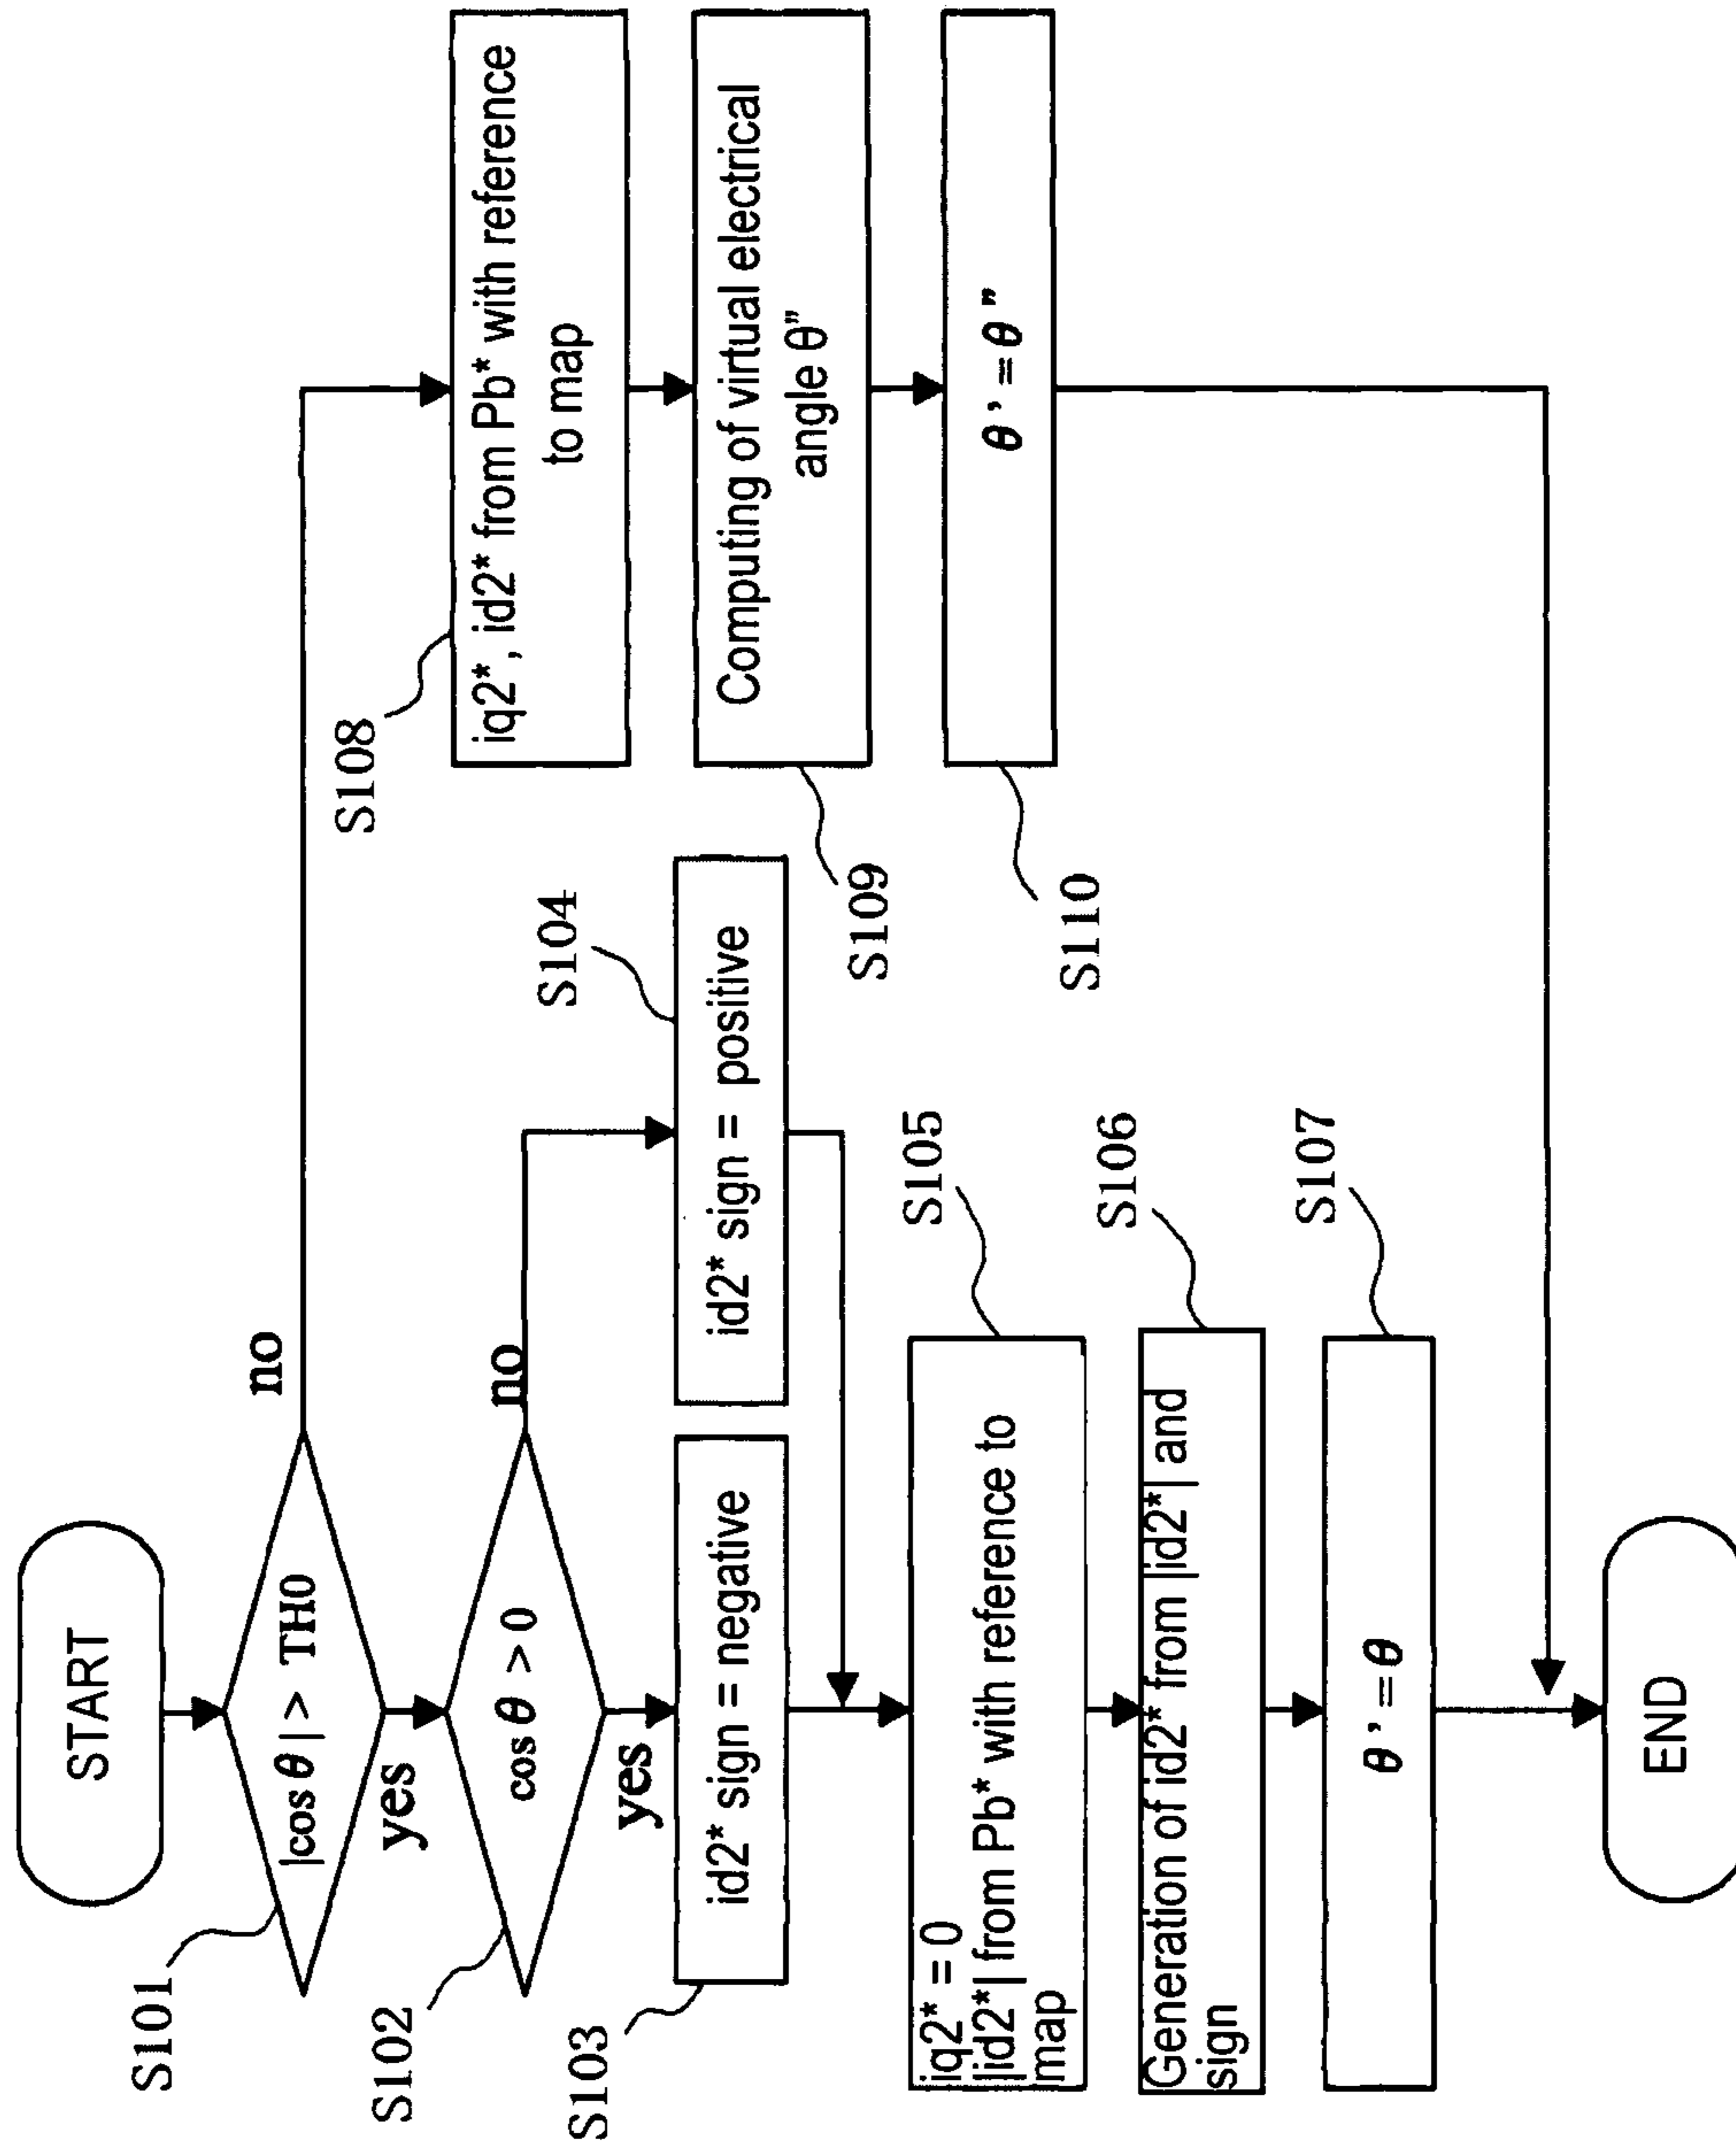 START
S101
|cos θ| > TH0
no
yes
S102
cos θ > 0
no
yes
S103
id2* sign = negative
S104
id2* sign = positive
S105
iq2* = 0
|id2*| from Pb* with reference to
map
S106
Generation of id2* from |id2*| and
sign
S107
θ' = θ
S108
iq2*, id2* from Pb* with reference
to map
S109
Computing of virtual electrical
angle θ"
S110
θ' = θ"
END